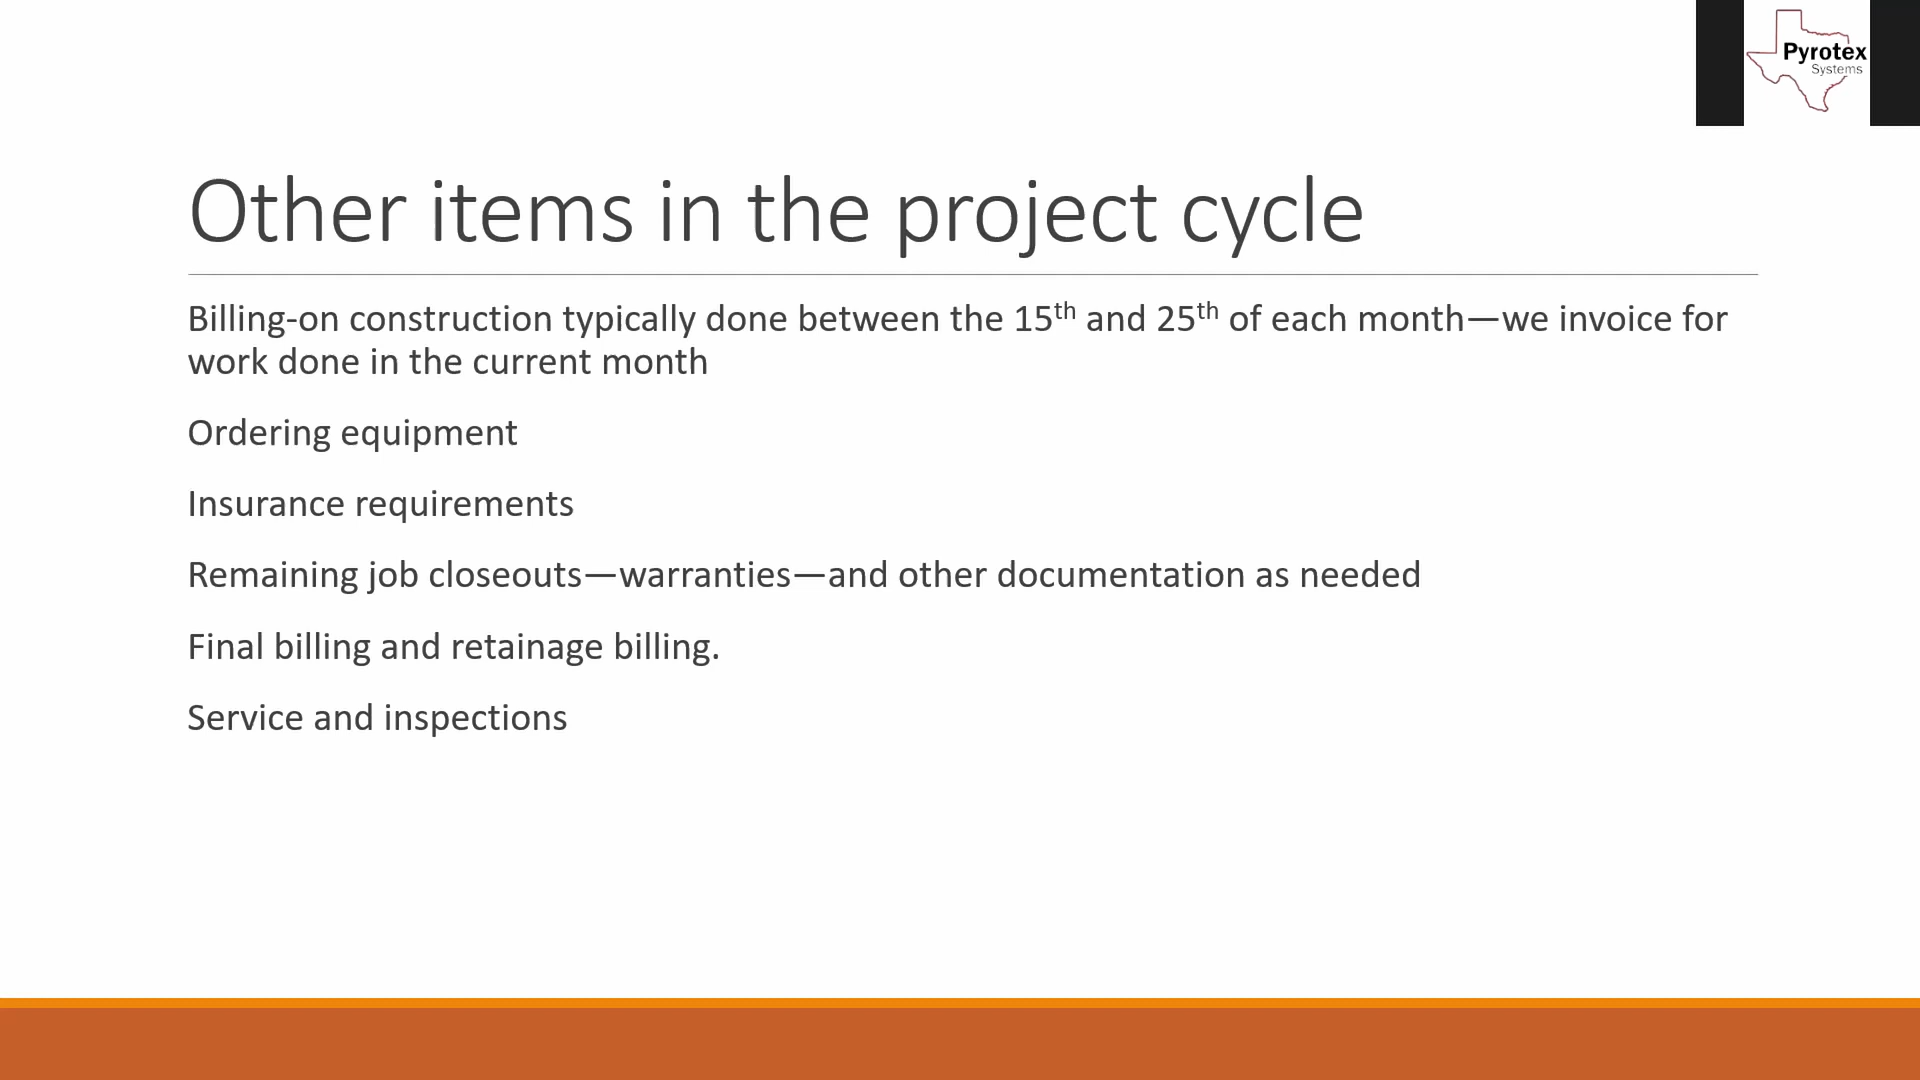 Pyrotex
Systems
Other items in the project cycle
Billing-on construction typically done between the 15th and 25th of each month—we invoice for
work done in the current month
Ordering equipment
Insurance requirements
Remaining job closeouts—warranties—and other documentation as needed
Final billing and retainage billing.
Service and inspections